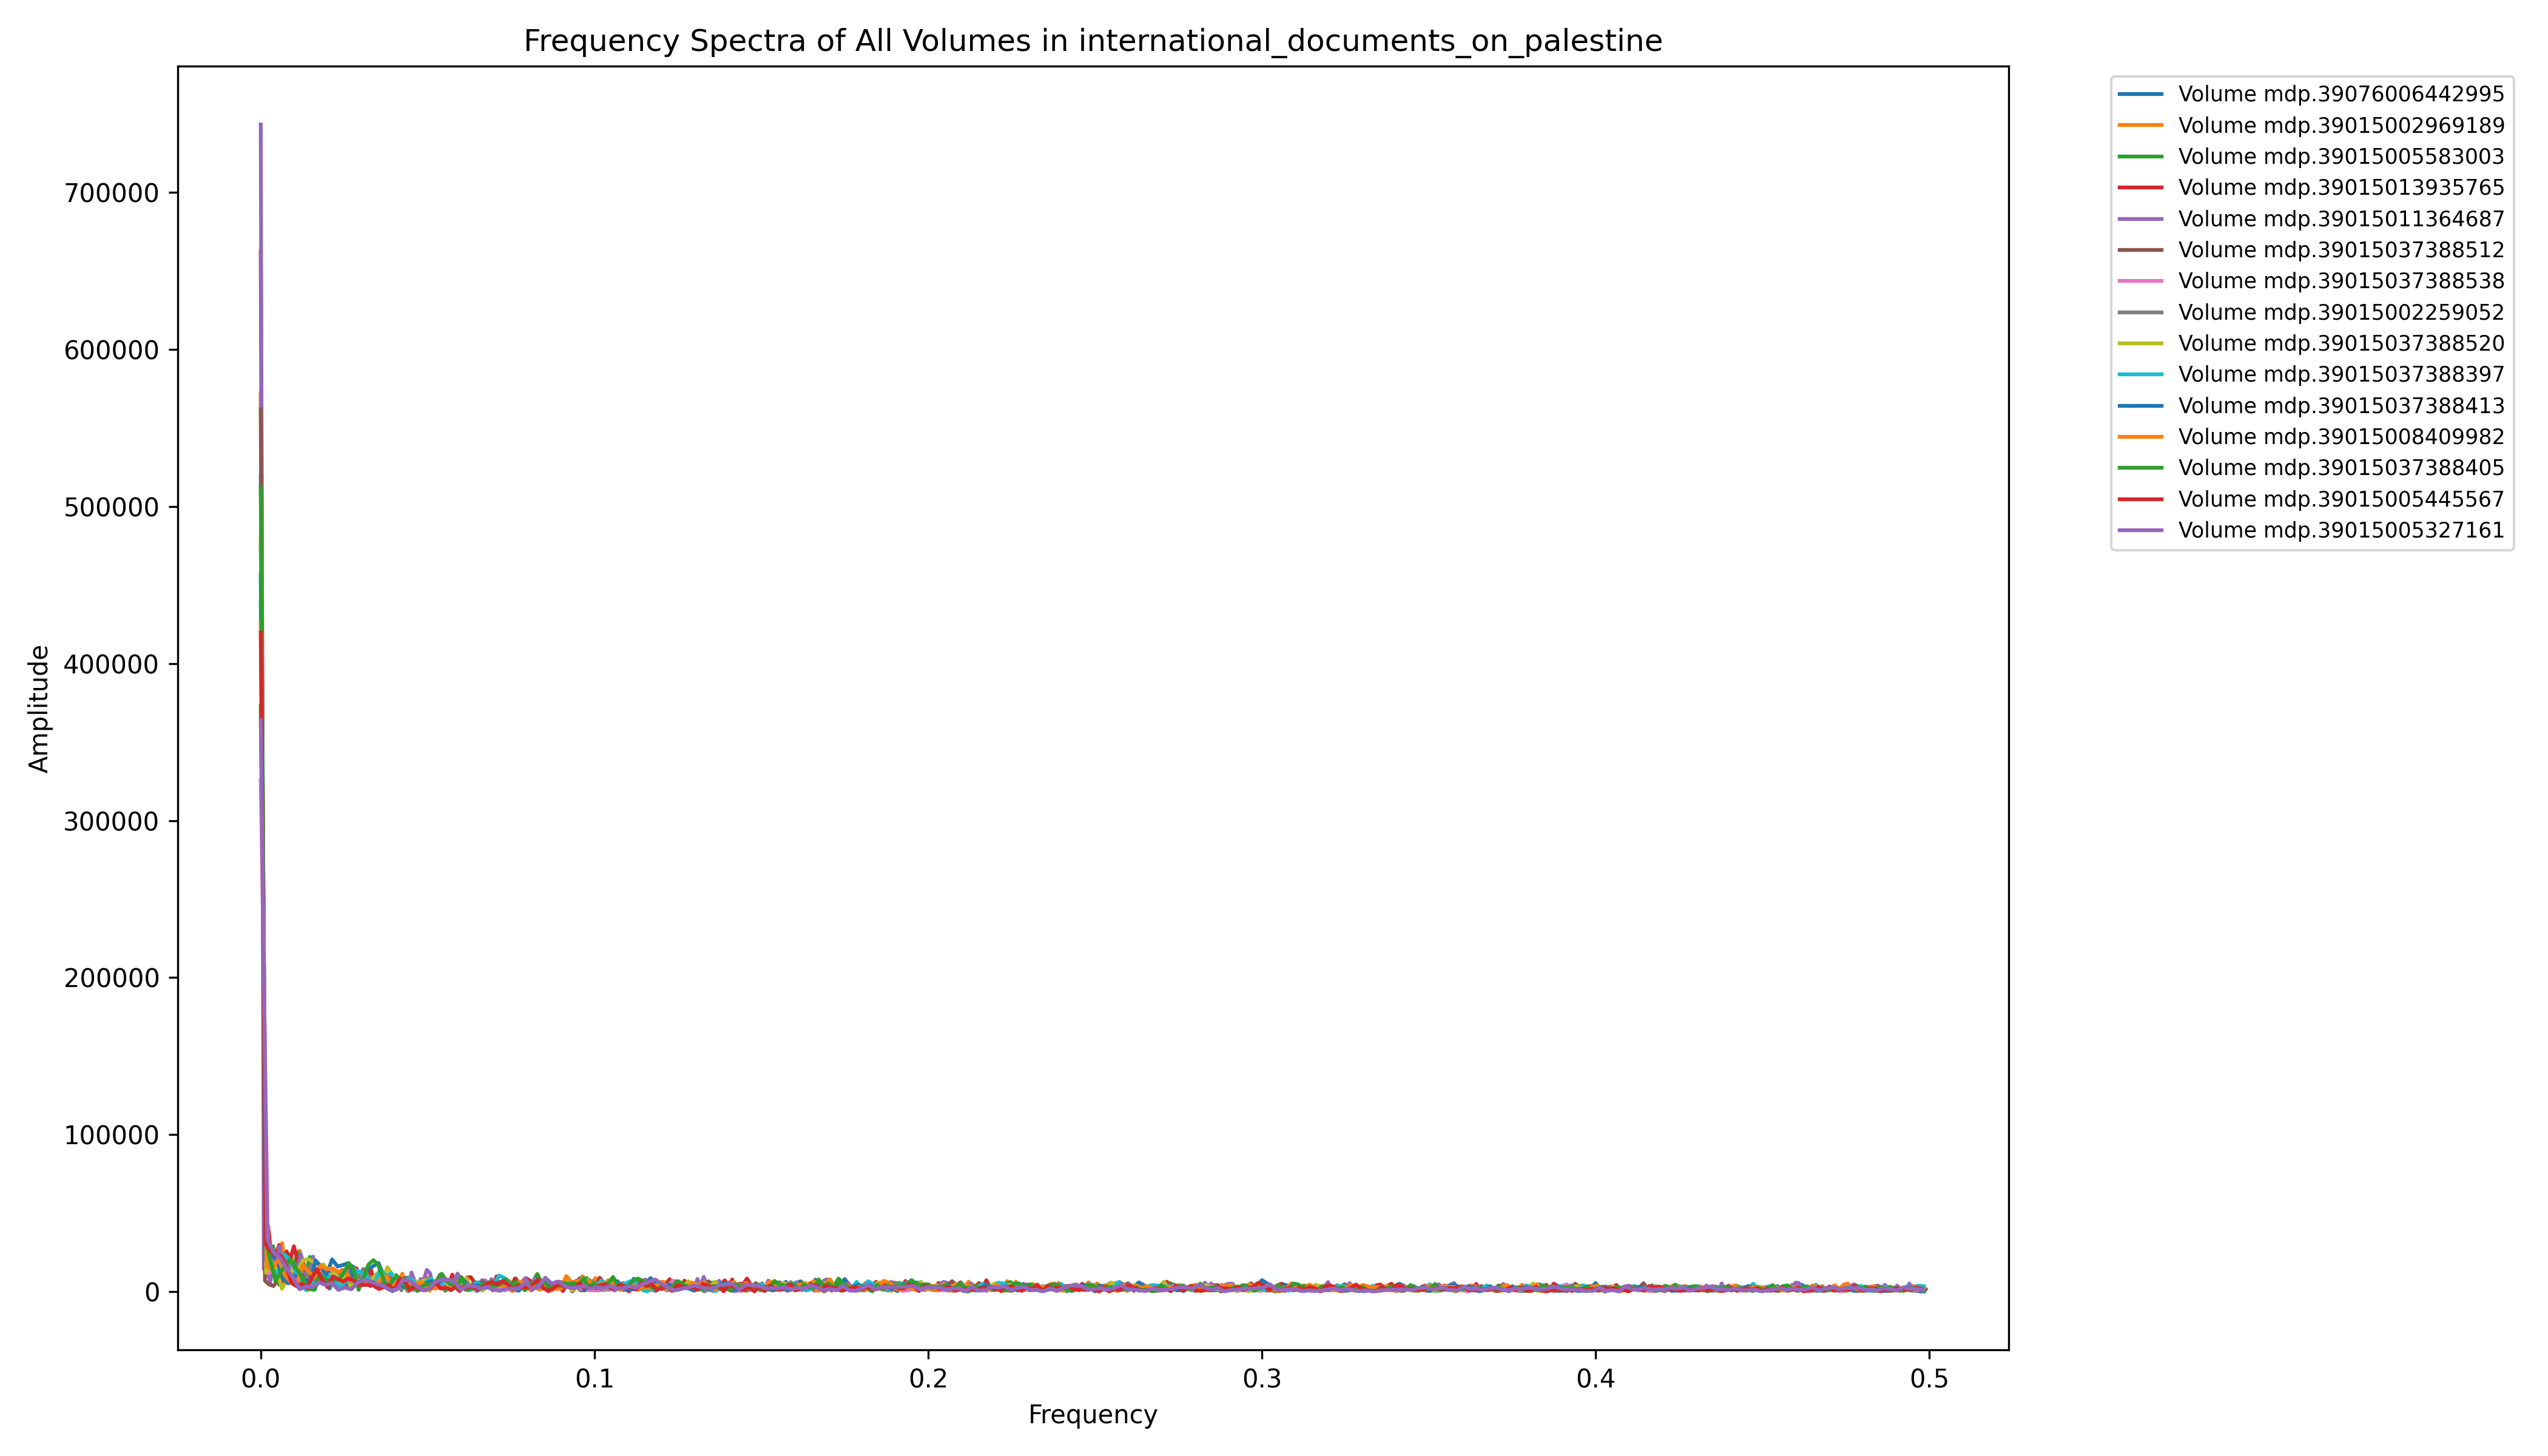 Frequency Spectra of All Volumes in international_documents_on_palestine
Amplitude
700000
600000
500000
400000
300000
200000
100000
0
0.0 0.1 0.2 0.3 0.4 0.5
Frequency
Volume mdp.39076006442995
Volume mdp.39015002969189
Volume mdp.39015005583003
Volume mdp.39015013935765
Volume mdp.39015011364687
Volume mdp.39015037388512
Volume mdp.39015037388538
Volume mdp.39015002259052
Volume mdp.39015037388520
Volume mdp.39015037388397
Volume mdp.39015037388413
Volume mdp.39015008409982
Volume mdp.39015037388405
Volume mdp.39015005445567
Volume mdp.39015005327161